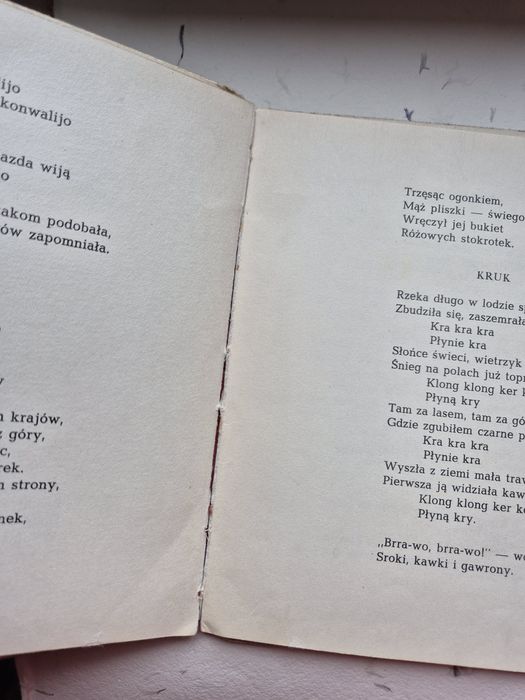 ijo
konwalijo
azda wiją
o
akom podobała,
ów zapomniała.
y
krajów,
góry,
c,
rek.
strony,
nek,
Trzęsąc ogonkiem,
Mąż pliszki — świego
Wręczył jej bukiet
Różowych stokrotek.
KRUK
Rzeka długo w lodzie s
Zbudziła się, zaszemrała
Kra kra kra
Płynie kra
Słońce świeci, wietrzyk
Śnieg na polach już top
Klong klong ker k
Płyną kry
Tam za lasem, tam za gó
Gdzie zgubiłem czarne p
Kra kra kra
Płynie kra
Wyszła z ziemi mała traw
Pierwsza ją widziała kaw
Klong klong ker k
Płyną kry.
„Brra-wo, brra-wo!" — w
Sroki, kawki i gawrony.